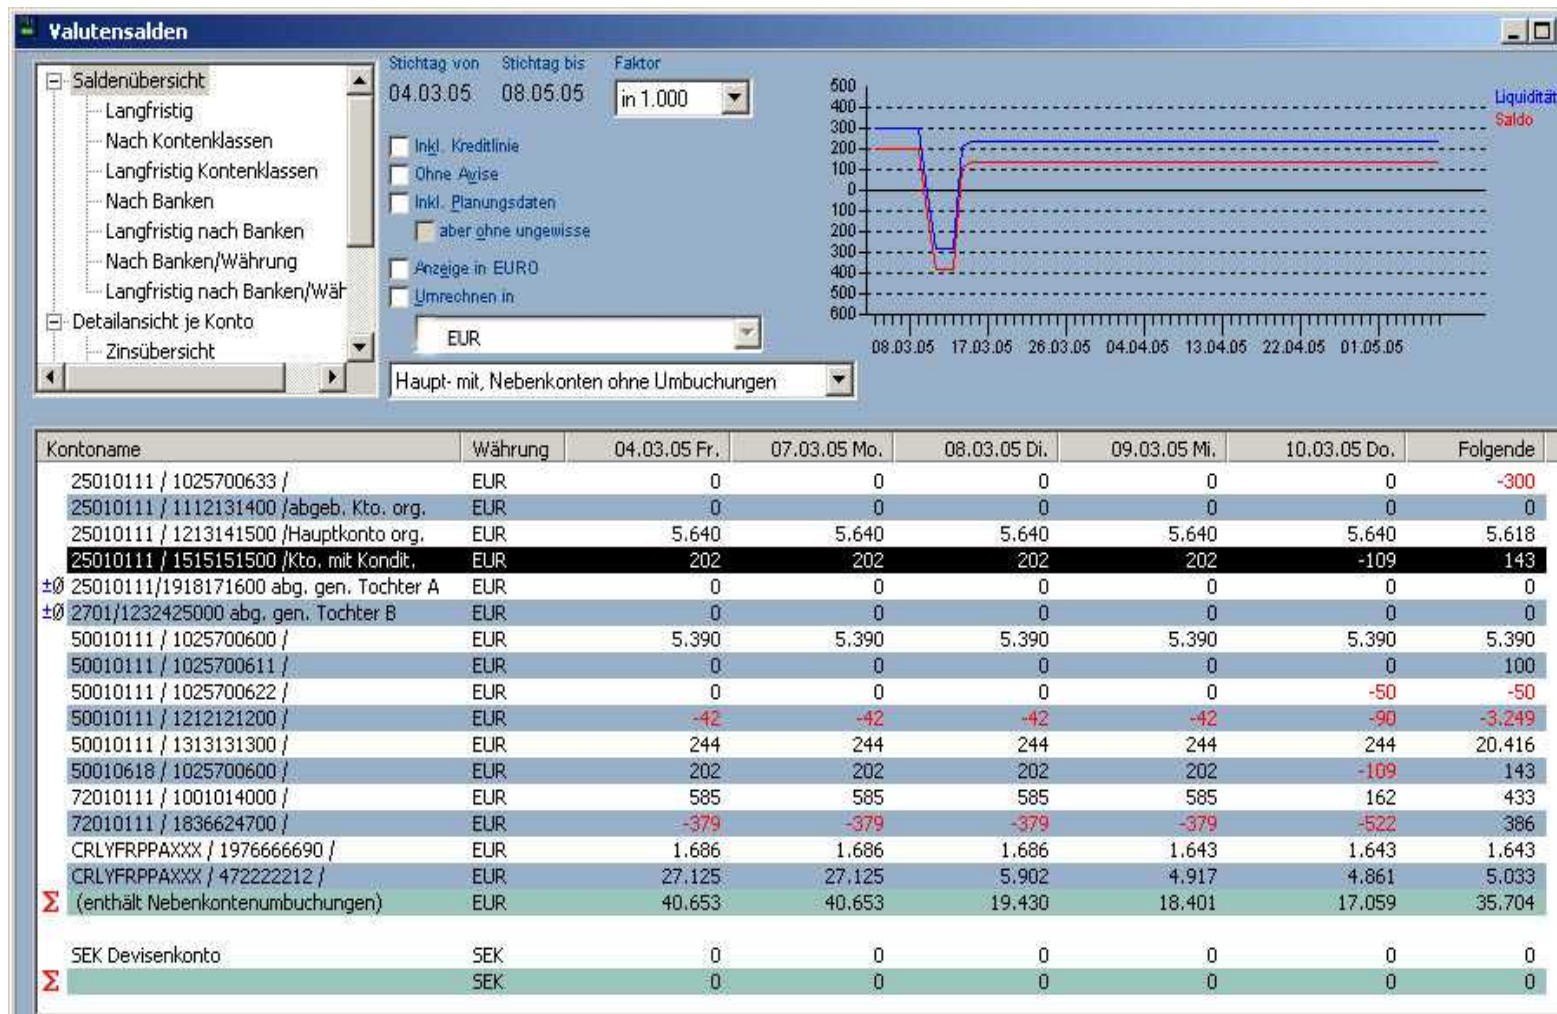 Valutensalden
Saldenübersicht
Langfristig
Nach Kontenklassen
Langfristig Kontenklassen
Nach Banken
Langfristig nach Banken
Nach Banken/Währung
Langfristig nach Banken/Wäh
Detailansicht je Konto
Zinsübersicht
Stichtag von Stichtag bis Faktor
04.03.05 08.05.05 in 1.000
Inkl. Kreditlinie
Ohne Avise
Inkl. Planungsdaten
aber ohne ungewisse
Anzeige in EURO
Umrechnen in
EUR
Haupt- mit, Nebenkonten ohne Umbuchungen
500
400
300
200
100
0
100
200
300
400
500
600
08.03.05 17.03.05 26.03.05 04.04.05 13.04.05 22.04.05 01.05.05
Liquidität
Saldo
Kontoname Währung 04.03.05 Fr. 07.03.05 Mo. 08.03.05 Di. 09.03.05 Mi. 10.03.05 Do. Folgende
25010111 / 1025700633 / EUR 0 0 0 0 0 -300
25010111 / 1112131400 /abgeb. Kto. org. EUR 0 0 0 0 0 0
25010111 / 1213141500 /Hauptkonto org. EUR 5.640 5.640 5.640 5.640 5.640 5.618
25010111 / 1515151500 /Kto. mit Kondit. EUR 202 202 202 202 -109 143
±Ø 25010111/1918171600 abg. gen. Tochter A EUR 0 0 0 0 0 0
±Ø 2701/1232425000 abg. gen. Tochter B EUR 0 0 0 0 0 0
50010111 / 1025700600 / EUR 5.390 5.390 5.390 5.390 5.390 5.390
50010111 / 1025700611 / EUR 0 0 0 0 0 100
50010111 / 1025700622 / EUR 0 0 0 0 -50 -50
50010111 / 1212121200 / EUR -42 -42 -42 -42 -90 -3.249
50010111 / 1313131300 / EUR 244 244 244 244 244 20.416
50010618 / 1025700600 / EUR 202 202 202 202 -109 143
72010111 / 1001014000 / EUR 585 585 585 585 162 433
72010111 / 1836624700 / EUR -379 -379 -379 -379 -522 386
CRLYFRPPAXXX / 1976666690 / EUR 1.686 1.686 1.686 1.643 1.643 1.643
CRLYFRPPAXXX / 472222212 / EUR 27.125 27.125 5.902 4.917 4.861 5.033
Σ (enthält Nebenkontenumbuchungen) EUR 40.653 40.653 19.430 18.401 17.059 35.704
SEK Devisenkonto SEK 0 0 0 0 0 0
Σ SEK 0 0 0 0 0 0